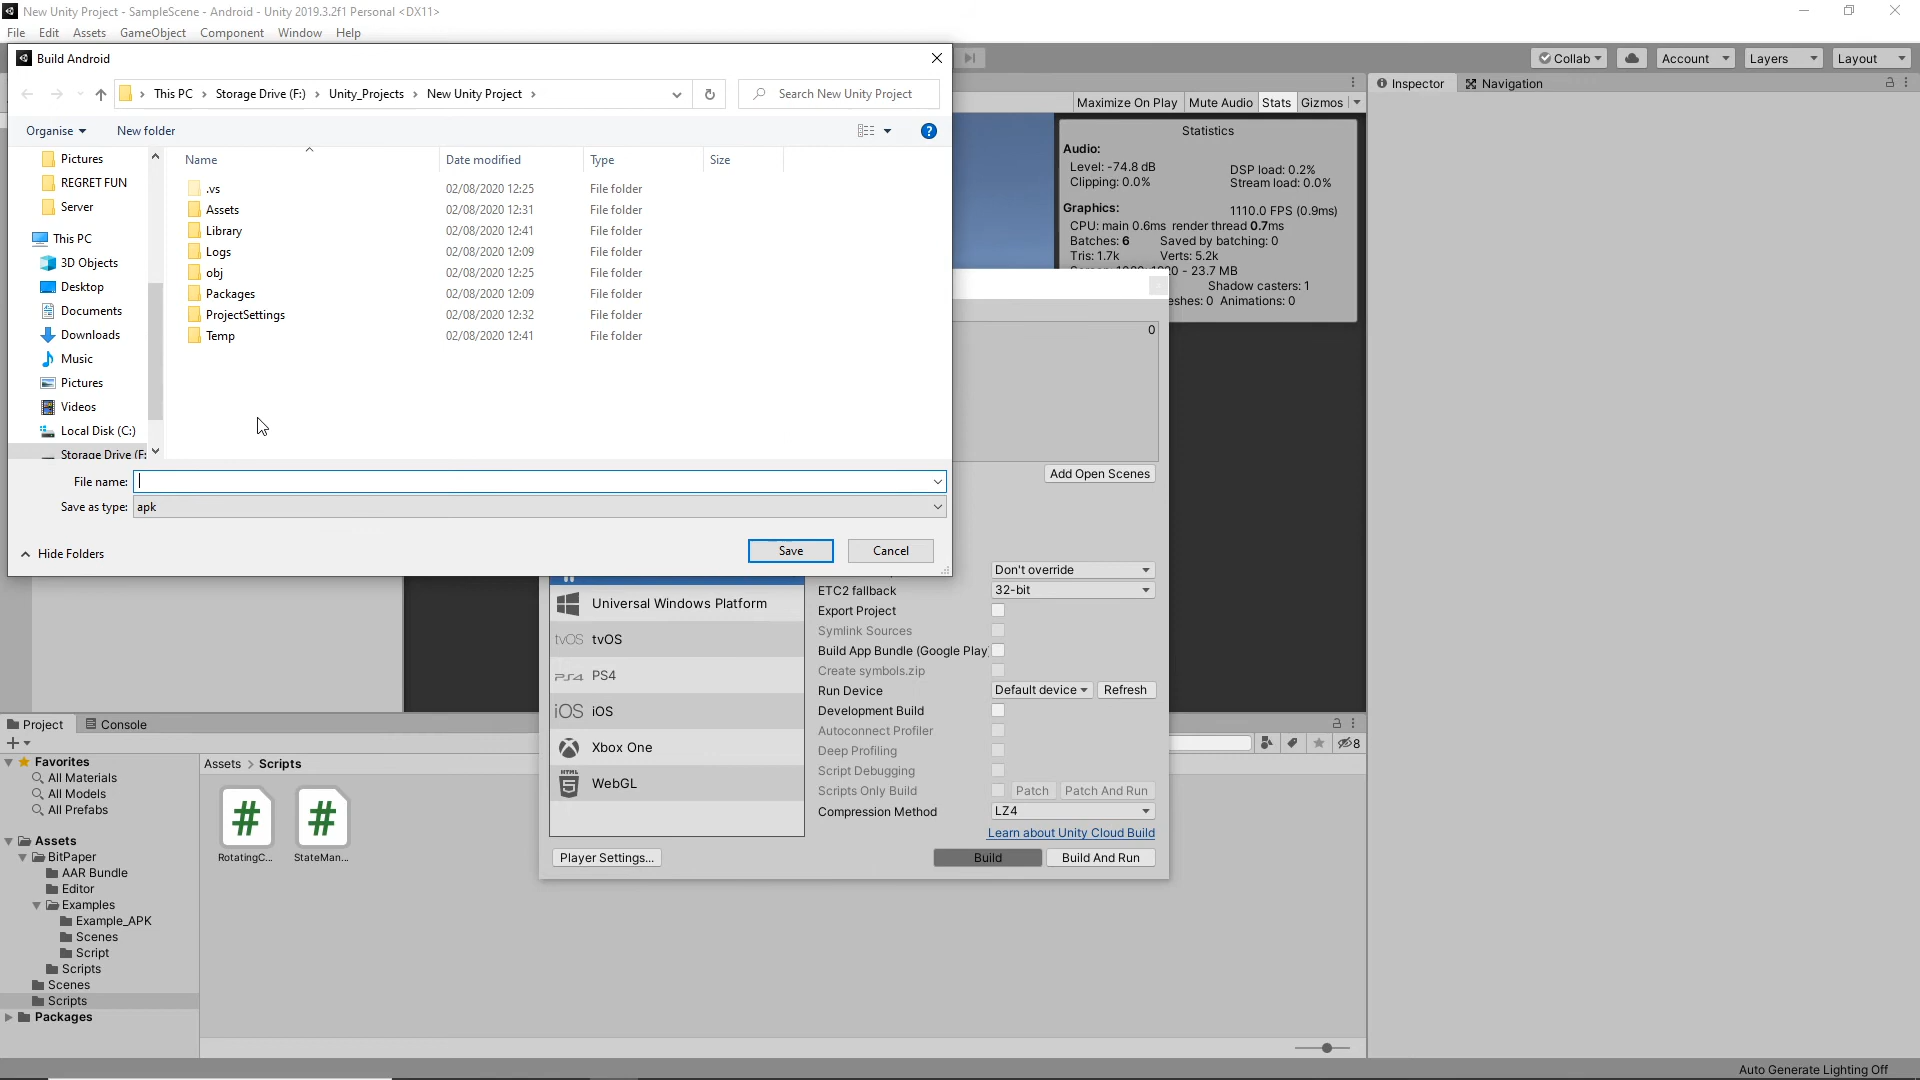 New Unity Project - SampleScene - Android - Unity 2019.3.2f1 Personal <DX11>
File Edit Assets GameObject Component Window Help
Build Android
This PC > Storage Drive (F:) > Unity_Projects > New Unity Project >
Search New Unity Project
Organise
New folder
Name Date modified Type Size
.vs 02/08/2020 12:25 File folder
Assets 02/08/2020 12:31 File folder
Library 02/08/2020 12:41 File folder
Logs 02/08/2020 12:09 File folder
obj 02/08/2020 12:25 File folder
Packages 02/08/2020 12:09 File folder
ProjectSettings 02/08/2020 12:32 File folder
Temp 02/08/2020 12:41 File folder
Pictures
REGRET FUN
Server
This PC
3D Objects
Desktop
Documents
Downloads
Music
Pictures
Videos
Local Disk (C:)
Storage Drive (F:
File name:
Save as type: apk
Hide Folders
Save
Cancel
Collab
Account
Layers
Layout
Inspector
Navigation
Maximize On Play Mute Audio Stats Gizmos
Statistics
Audio:
Level: -74.8 dB DSP load: 0.2%
Clipping: 0.0% Stream load: 0.0%
Graphics: 1110.0 FPS (0.9ms)
CPU: main 0.6ms render thread 0.7ms
Batches: 6 Saved by batching: 0
Tris: 1.7k Verts: 5.2k
- 23.7 MB
Shadow casters: 1
eshes: 0 Animations: 0
0
Add Open Scenes
Universal Windows Platform
tvOS tvOS
PS4 PS4
iOS iOS
Xbox One
HTML 5 WebGL
Don't override
ETC2 fallback 32-bit
Export Project
Symlink Sources
Build App Bundle (Google Play
Create symbols.zip
Run Device Default device Refresh
Development Build
Autoconnect Profiler
Deep Profiling
Script Debugging
Scripts Only Build Patch Patch And Run
Compression Method LZ4
Learn about Unity Cloud Build
Player Settings... Build Build And Run
Project
Console
8
Favorites
All Materials
All Models
All Prefabs
Assets
BitPaper
AAR Bundle
Editor
Examples
Example_APK
Scenes
Script
Scripts
Scenes
Scripts
Packages
Assets > Scripts
# #
RotatingC... StateMan...
Auto Generate Lighting Off